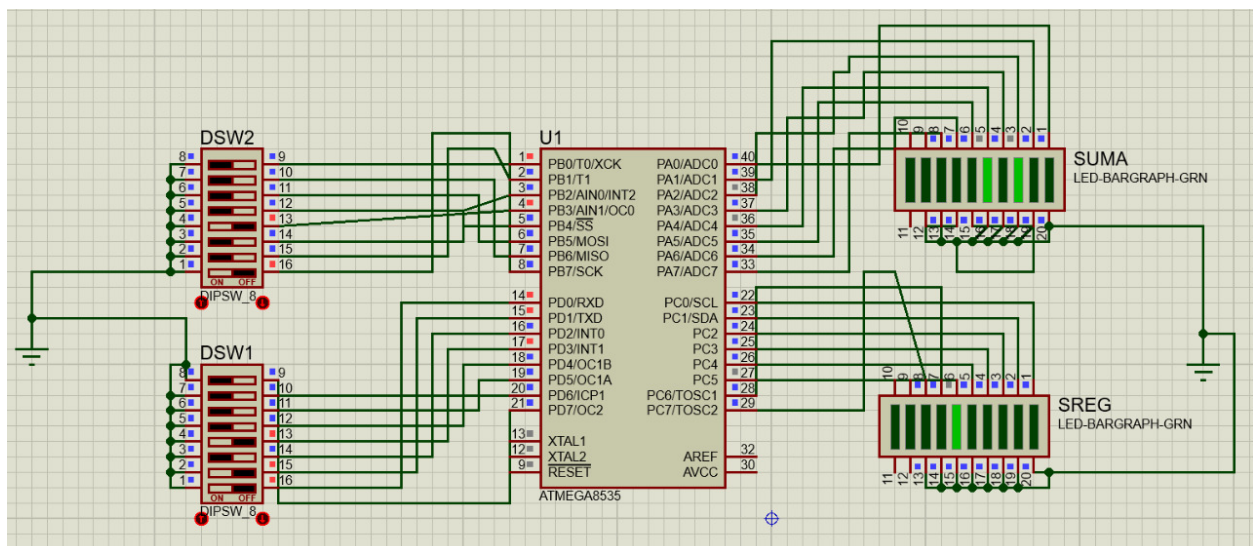 DSW2
8 9
7 10
6 11
5 12
4 13
3 14
2 15
1 16
ON OFF
DIPSW_8
DSW1
8 9
7 10
6 11
5 12
4 13
3 14
2 15
1 16
ON OFF
DIPSW_8
U1
1 PB0/T0/XCK PA0/ADC0 40
2 PB1/T1 PA1/ADC1 39
3 PB2/AIN0/INT2 PA2/ADC2 38
4 PB3/AIN1/OC0 PA3/ADC3 37
5 PB4/SS PA4/ADC4 36
6 PB5/MOSI PA5/ADC5 35
7 PB6/MISO PA6/ADC6 34
8 PB7/SCK PA7/ADC7 33
14 PD0/RXD PC0/SCL 22
15 PD1/TXD PC1/SDA 23
16 PD2/INT0 PC2 24
17 PD3/INT1 PC3 25
18 PD4/OC1B PC4 26
19 PD5/OC1A PC5 27
20 PD6/ICP1 PC6/TOSC1 28
21 PD7/OC2 PC7/TOSC2 29
13 XTAL1
12 XTAL2 AREF 32
9 RESET AVCC 30
ATMEGA8535
10 9 8 7 6 5 4 3 2 1
SUMA
LED-BARGRAPH-GRN
11 12 13 14 15 16 17 18 19 20
10 9 8 7 6 5 4 3 2 1
SREG
LED-BARGRAPH-GRN
11 12 13 14 15 16 17 18 19 20